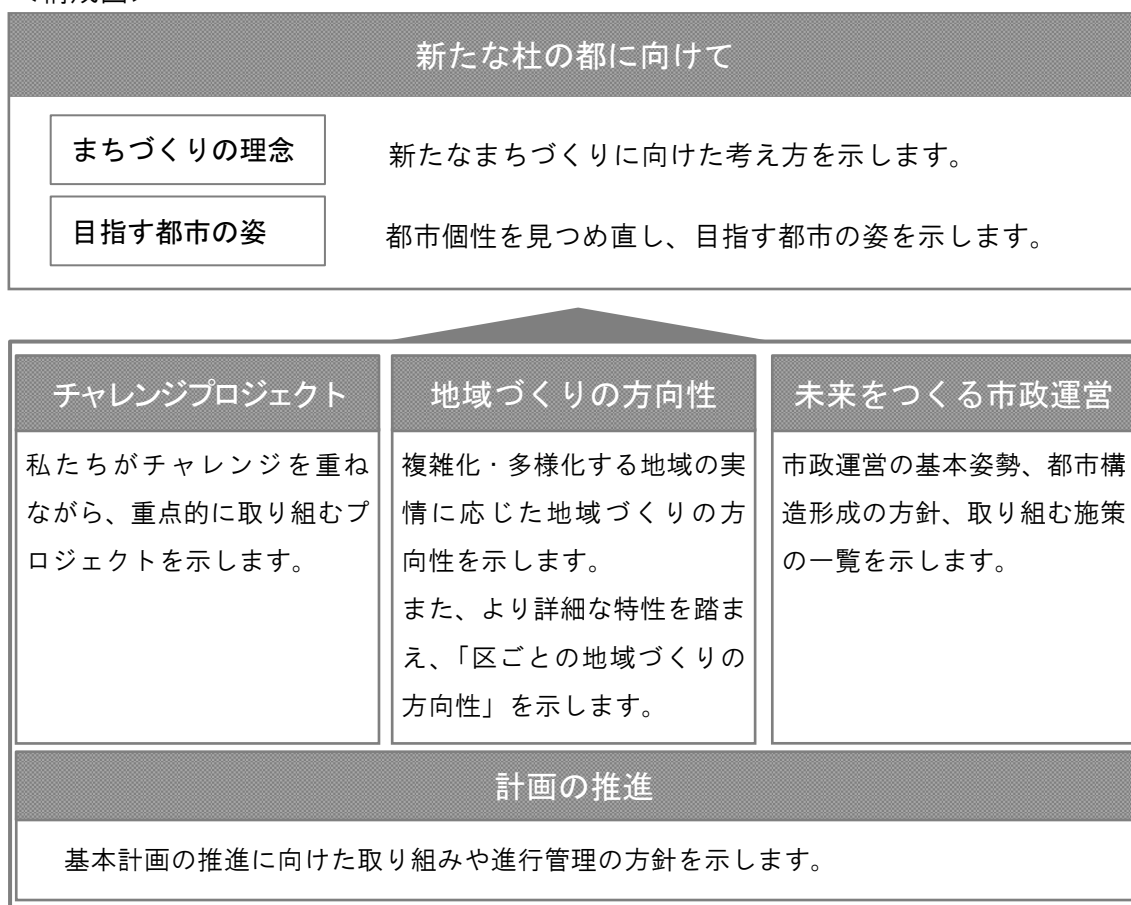 <構成図>
新たな杜の都に向けて
まちづくりの理念
新たなまちづくりに向けた考え方を示します。
目指す都市の姿
都市個性を見つめ直し、目指す都市の姿を示します。
チャレンジプロジェクト
私たちがチャレンジを重ね
ながら、重点的に取り組むプ
ロジェクトを示します。
地域づくりの方向性
複雑化・多様化する地域の実
情に応じた地域づくりの方
向性を示します。
また、より詳細な特性を踏ま
え、「区ごとの地域づくりの
方向性」を示します。
未来をつくる市政運営
市政運営の基本姿勢、都市構
造形成の方針、取り組む施策
の一覧を示します。
計画の推進
基本計画の推進に向けた取り組みや進行管理の方針を示します。